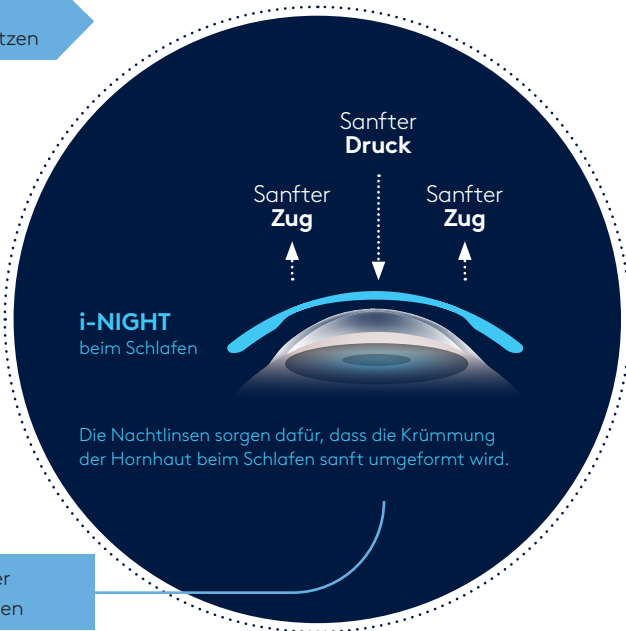 tzen
Sanfter
Druck
Sanfter
Zug
Sanfter
Zug
i-NIGHT
beim Schlafen
Die Nachtlinsen sorgen dafür, dass die Krümmung
der Hornhaut beim Schlafen sanft umgeformt wird.
er
en